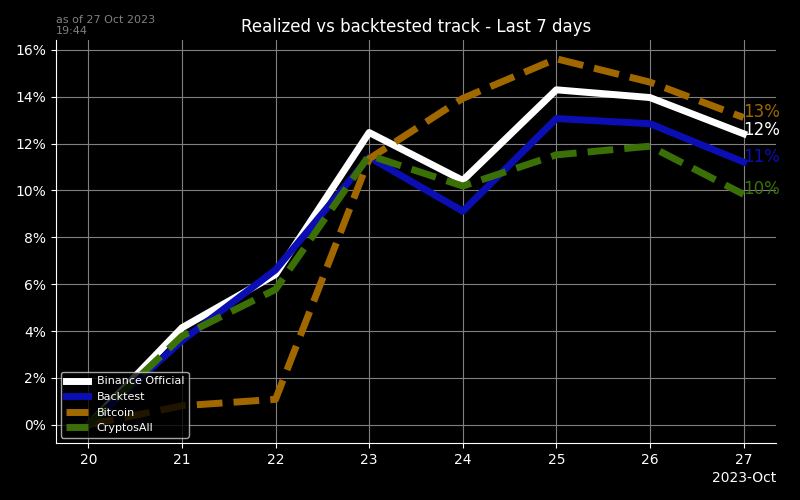 as of 27 Oct 2023
19:44
Realized vs backtested track - Last 7 days
16%
14%
12%
10%
8%
6%
4%
2%
0%
13%
12%
11%
10%
Binance Official
Backtest
Bitcoin
CryptosAll
20 21 22 23 24 25 26 27
2023-Oct